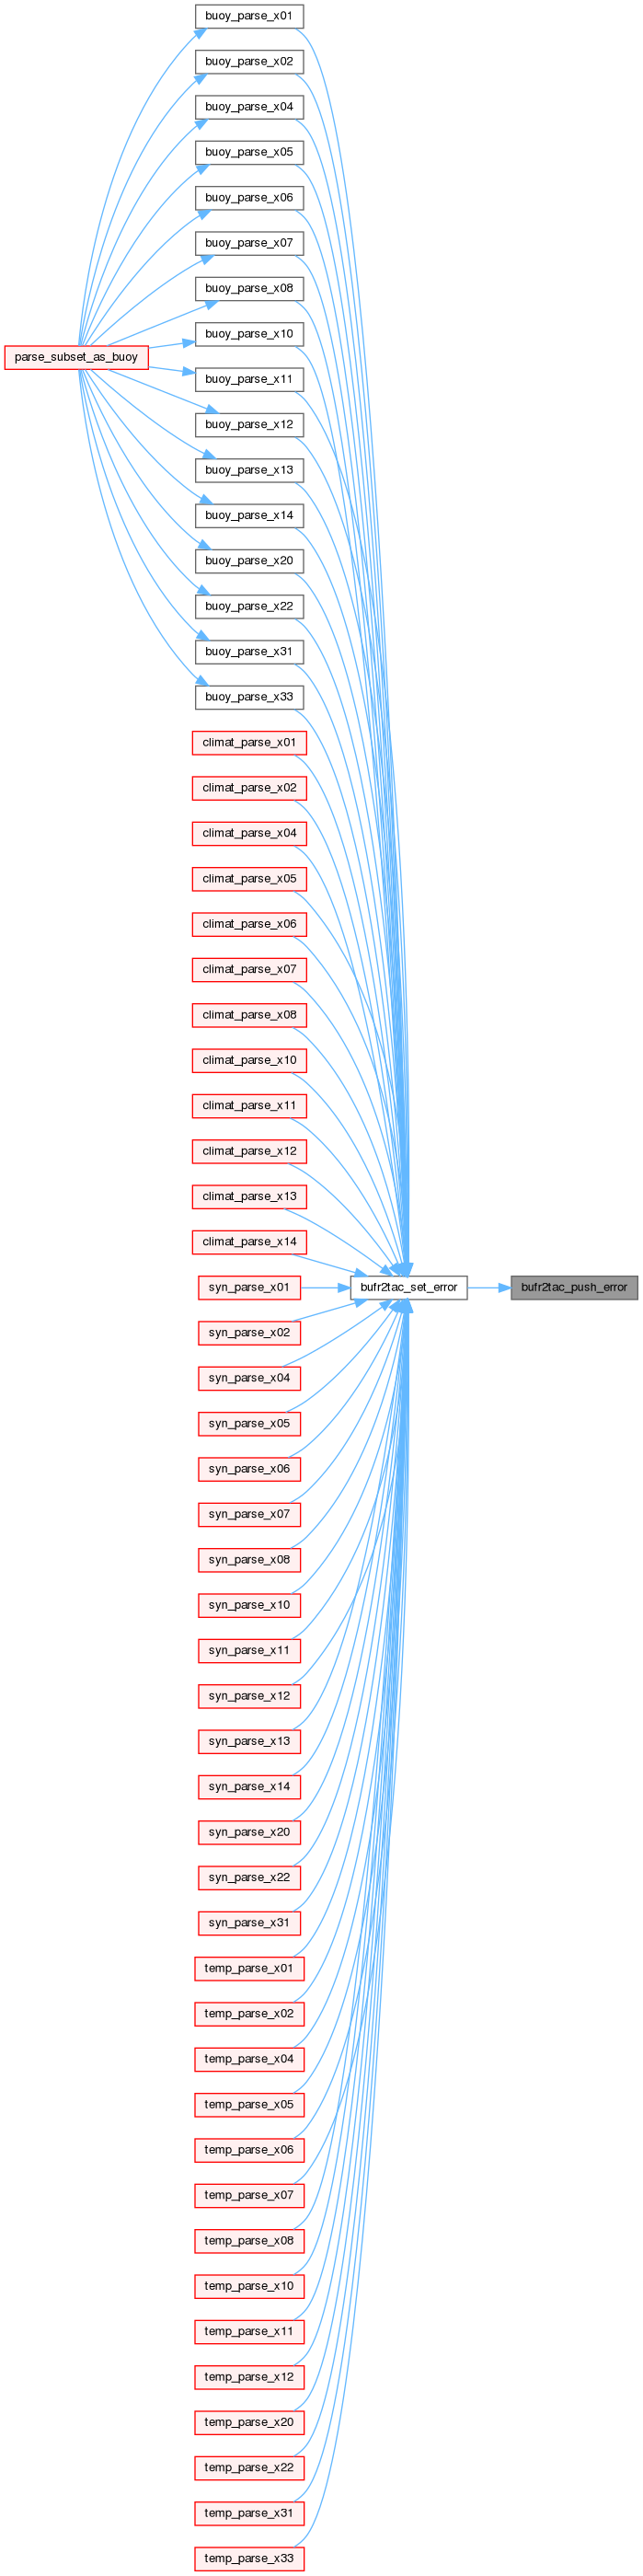 buoy_parse_x01
buoy_parse_x02
buoy_parse_x04
buoy_parse_x05
buoy_parse_x06
buoy_parse_x07
buoy_parse_x08
buoy_parse_x10
parse_subset_as_buoy
buoy_parse_x11
buoy_parse_x12
buoy_parse_x13
buoy_parse_x14
buoy_parse_x20
buoy_parse_x22
buoy_parse_x31
buoy_parse_x33
climat_parse_x01
climat_parse_x02
climat_parse_x04
climat_parse_x05
climat_parse_x06
climat_parse_x07
climat_parse_x08
climat_parse_x10
climat_parse_x11
climat_parse_x12
climat_parse_x13
climat_parse_x14
syn_parse_x01
bufr2tac_set_error
bufr2tac_push_error
syn_parse_x02
syn_parse_x04
syn_parse_x05
syn_parse_x06
syn_parse_x07
syn_parse_x08
syn_parse_x10
syn_parse_x11
syn_parse_x12
syn_parse_x13
syn_parse_x14
syn_parse_x20
syn_parse_x22
syn_parse_x31
temp_parse_x01
temp_parse_x02
temp_parse_x04
temp_parse_x05
temp_parse_x06
temp_parse_x07
temp_parse_x08
temp_parse_x10
temp_parse_x11
temp_parse_x12
temp_parse_x20
temp_parse_x22
temp_parse_x31
temp_parse_x33